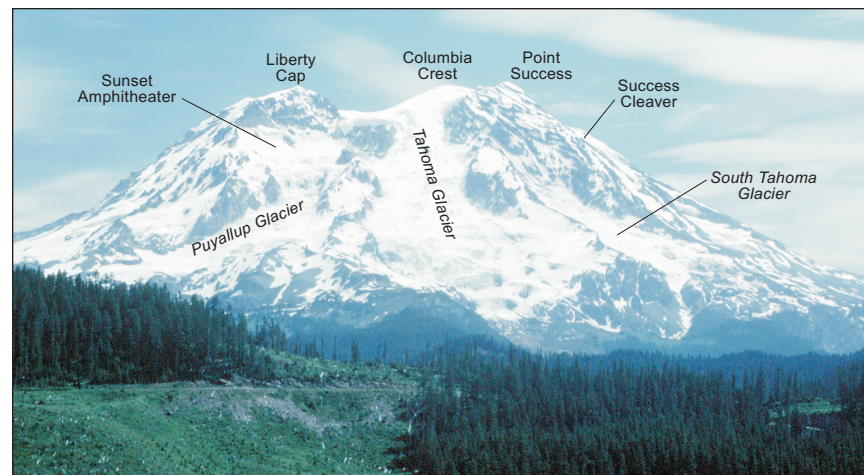 Liberty
Cap
Columbia
Crest
Point
Success
Sunset
Amphitheater
Success
Cleaver
South Tahoma
Glacier
Tahoma Glacier
Puyallup Glacier